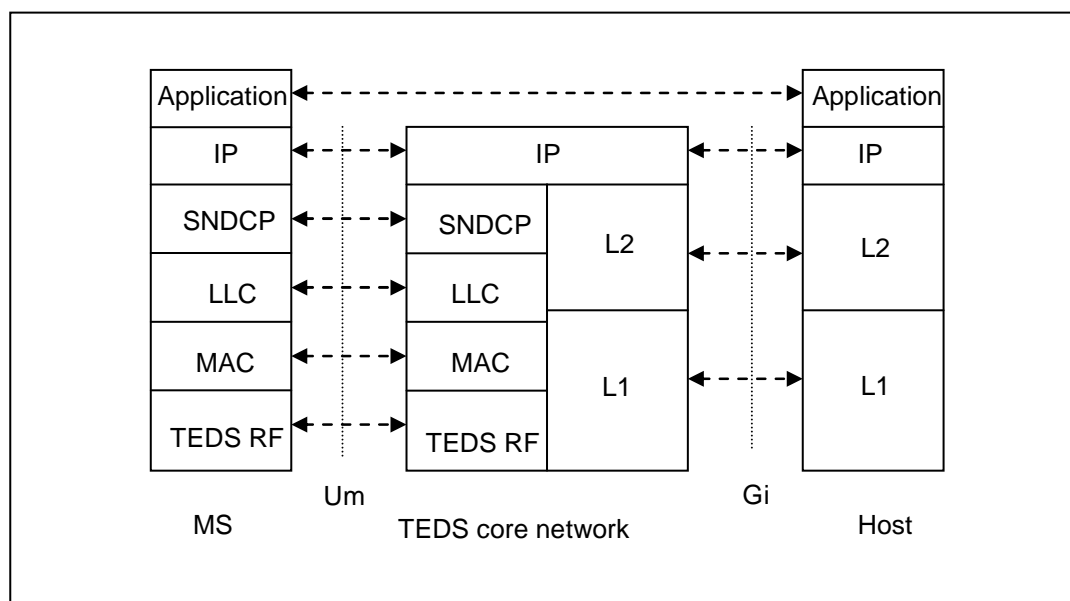 Application
Application
IP
IP
IP
SNDCP
SNDCP
L2
L2
LLC
LLC
MAC
MAC
L1
L1
TEDS RF
TEDS RF
Um
Gi
MS
TEDS core network
Host